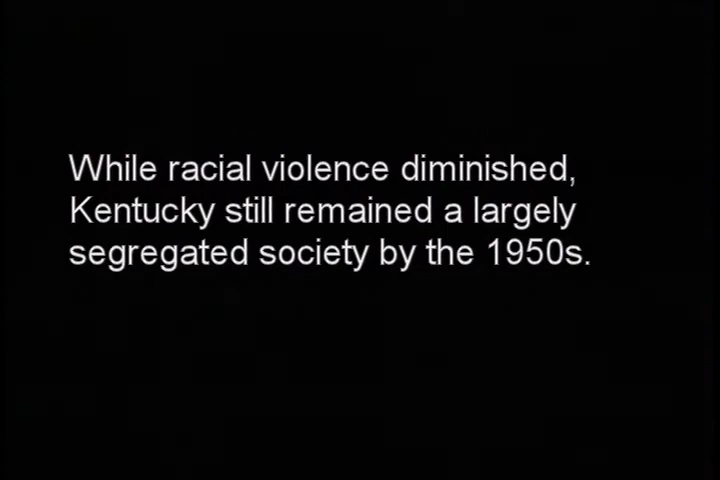 While racial violence diminished,
Kentucky still remained a largely
segregated society by the 1950s.